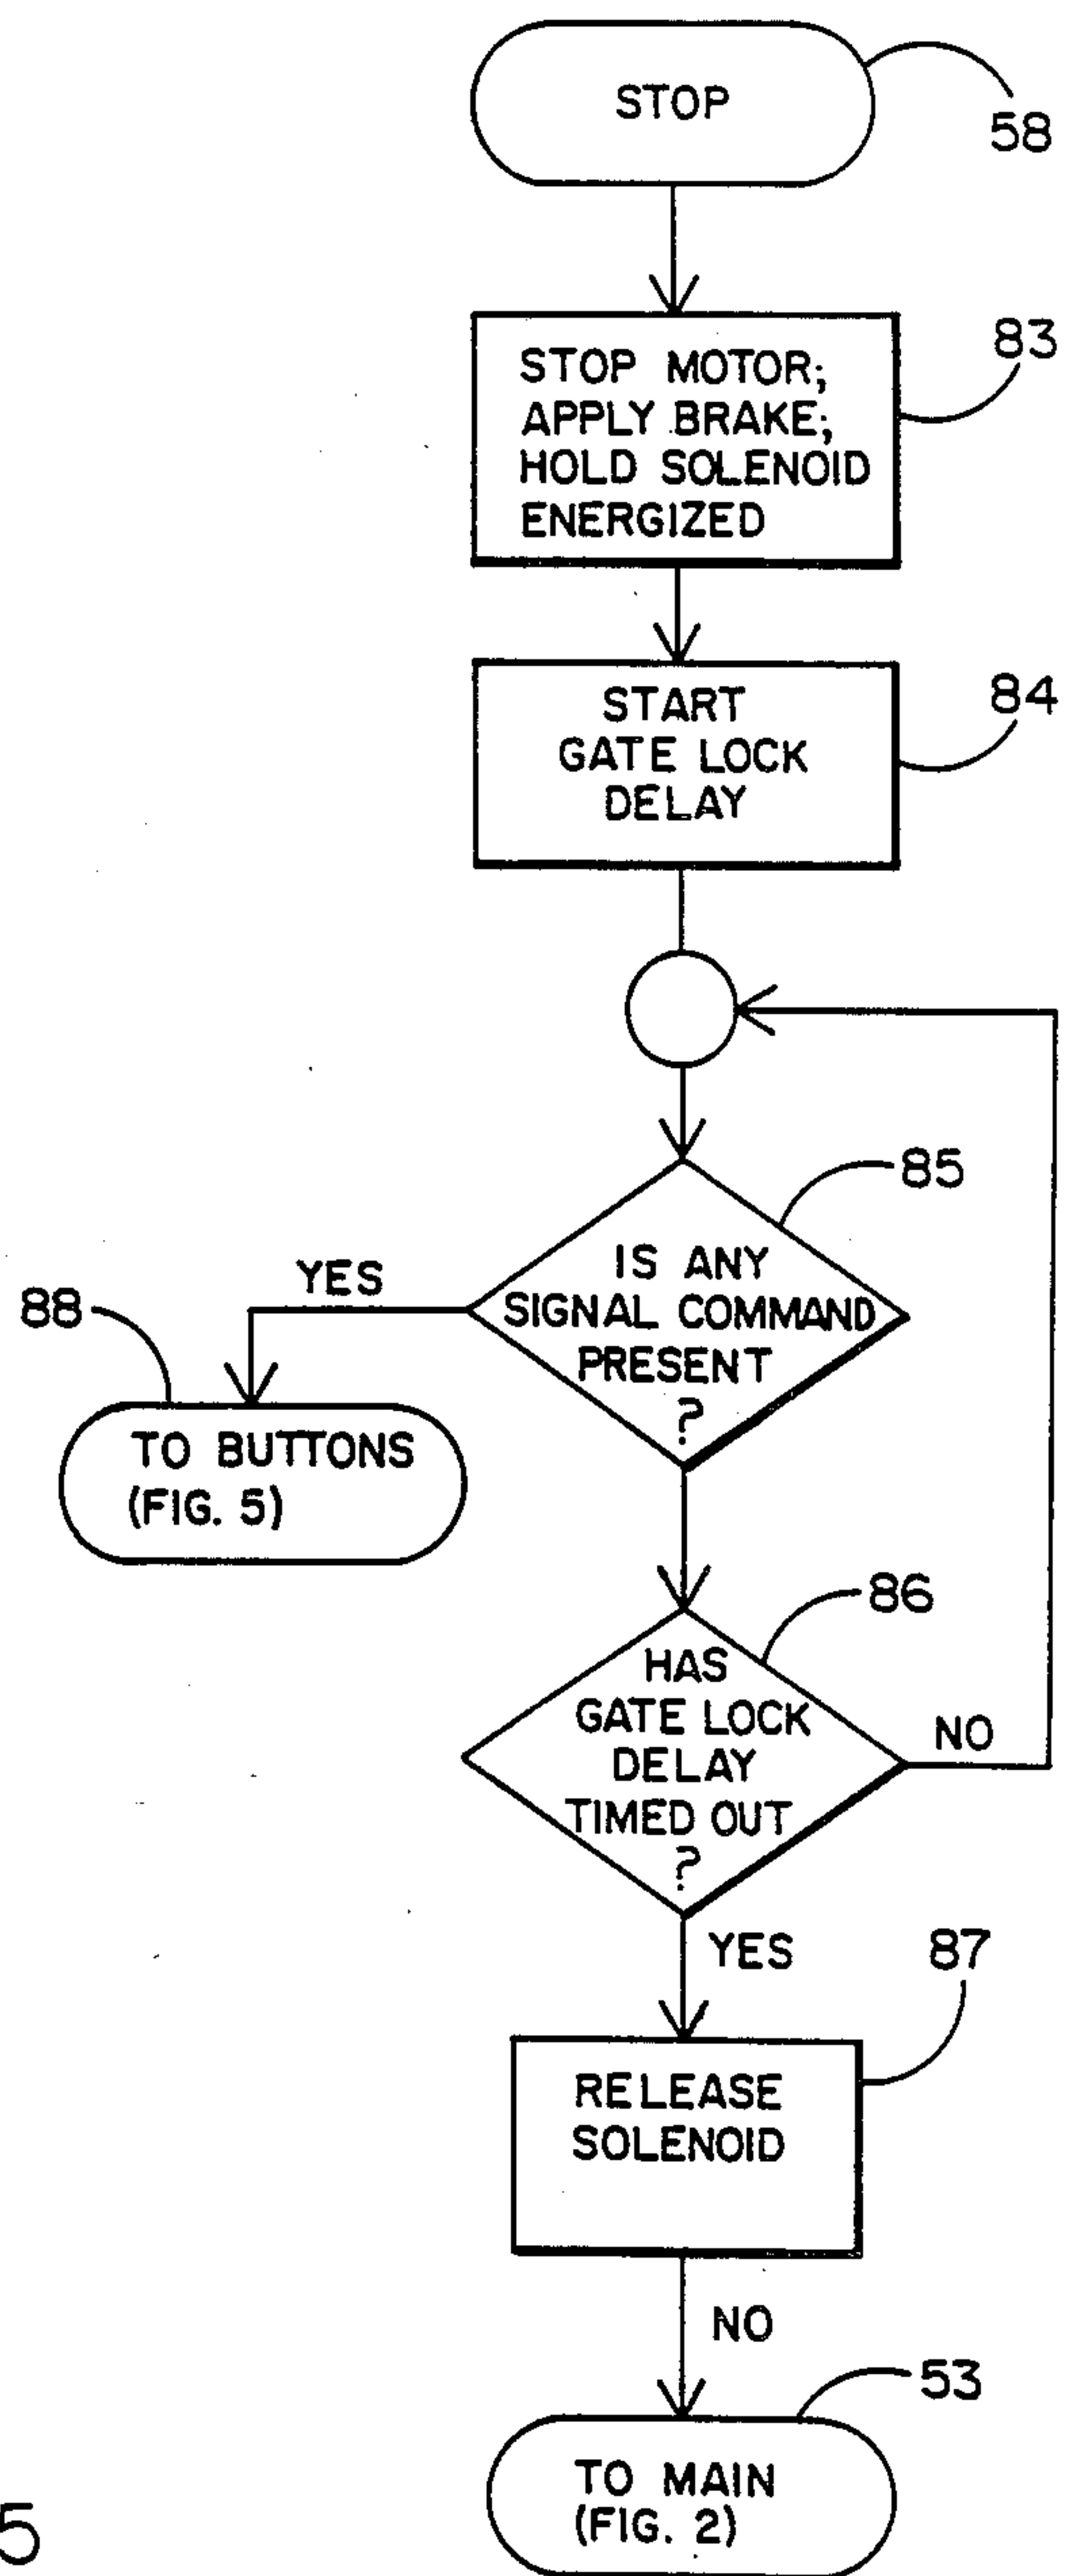 STOP
58
STOP MOTOR;
APPLY BRAKE;
HOLD SOLENOID
ENERGIZED
83
START
GATE LOCK
DELAY
84
85
IS ANY
SIGNAL COMMAND
PRESENT
?
YES
88
TO BUTTONS
(FIG. 5)
86
HAS
GATE LOCK
DELAY
TIMED OUT
?
NO
YES
87
RELEASE
SOLENOID
NO
53
TO MAIN
(FIG. 2)
5